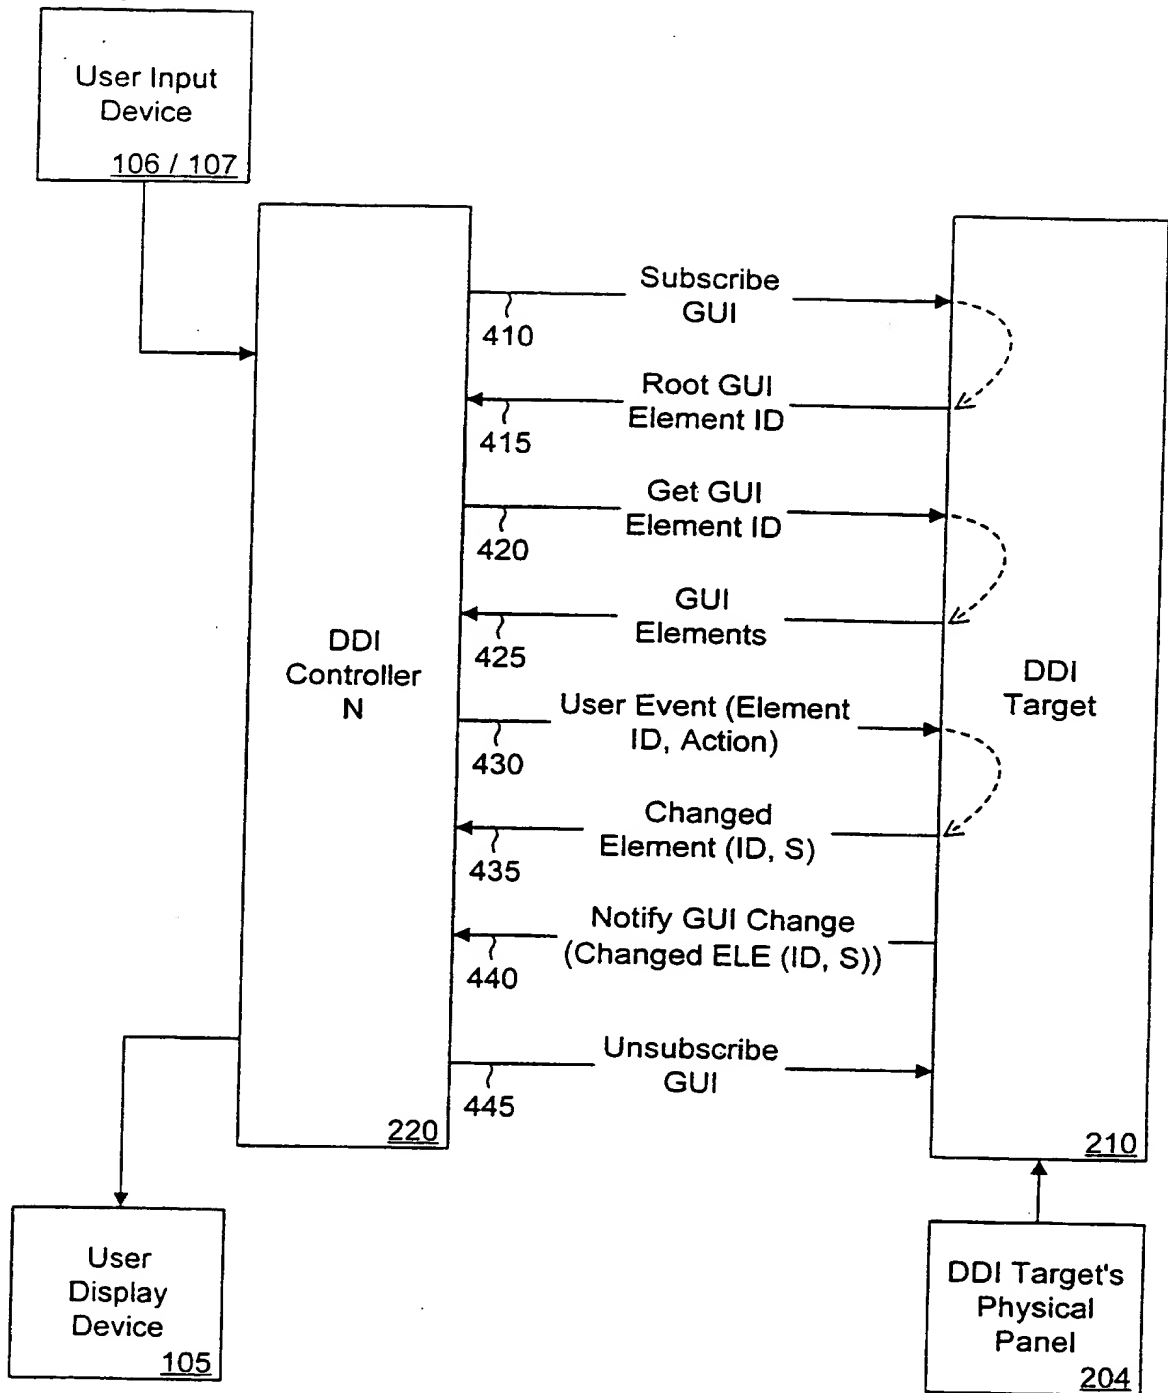 User Input
Device
106 / 107
Subscribe
GUI
410
Root GUI
Element ID
415
Get GUI
Element ID
420
GUI
Elements
425
DDI
Controller
N
DDI
Target
User Event (Element
ID, Action)
430
Changed
Element (ID, S)
435
Notify GUI Change
(Changed ELE (ID, S))
440
Unsubscribe
GUI
445
220
210
User
Display
Device
105
DDI Target's
Physical
Panel
204